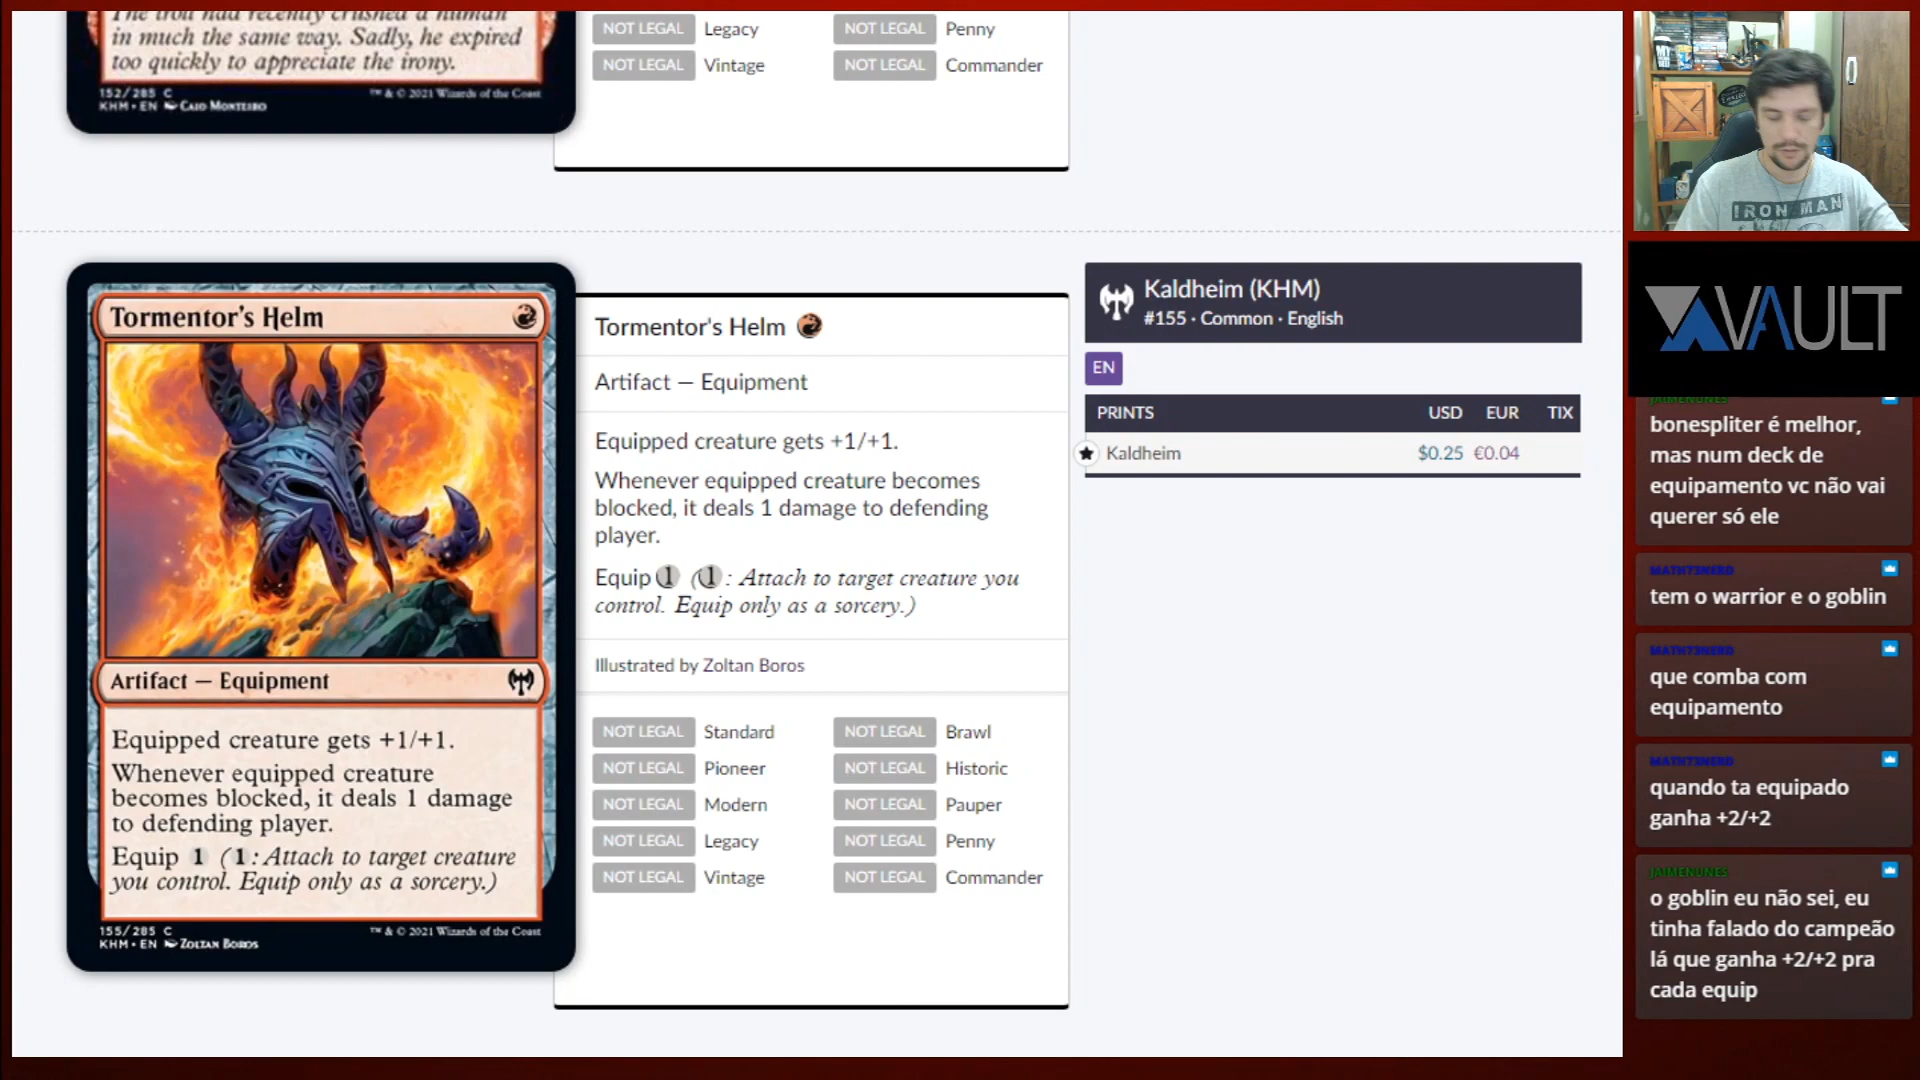 The troll had recently crushed a human
in much the same way. Sadly, he expired
too quickly to appreciate the irony.
152/285 C
KHM • EN CAIO MONTEIRO
™ & © 2021 Wizards of the Coast
NOT LEGAL Legacy NOT LEGAL Penny
NOT LEGAL Vintage NOT LEGAL Commander
Tormentor's Helm
Artifact — Equipment
Equipped creature gets +1/+1.
Whenever equipped creature
becomes blocked, it deals 1 damage
to defending player.
Equip 1 (1: Attach to target creature
you control. Equip only as a sorcery.)
155/285 C
KHM • EN ZOLTAN BOROS
™ & © 2021 Wizards of the Coast
Tormentor's Helm
Artifact — Equipment
Equipped creature gets +1/+1.
Whenever equipped creature becomes
blocked, it deals 1 damage to defending
player.
Equip 1 (1: Attach to target creature you
control. Equip only as a sorcery.)
Illustrated by Zoltan Boros
NOT LEGAL Standard NOT LEGAL Brawl
NOT LEGAL Pioneer NOT LEGAL Historic
NOT LEGAL Modern NOT LEGAL Pauper
NOT LEGAL Legacy NOT LEGAL Penny
NOT LEGAL Vintage NOT LEGAL Commander
Kaldheim (KHM)
#155 · Common · English
EN
PRINTS USD EUR TIX
Kaldheim $0.25 €0.04
IRON MAN
VAULT
JAIMENUNES
bonespliter é melhor,
mas num deck de
equipamento vc não vai
querer só ele
MATHT3NERD
tem o warrior e o goblin
MATHT3NERD
que comba com
equipamento
MATHT3NERD
quando ta equipado
ganha +2/+2
JAIMENUNES
o goblin eu não sei, eu
tinha falado do campeão
lá que ganha +2/+2 pra
cada equip